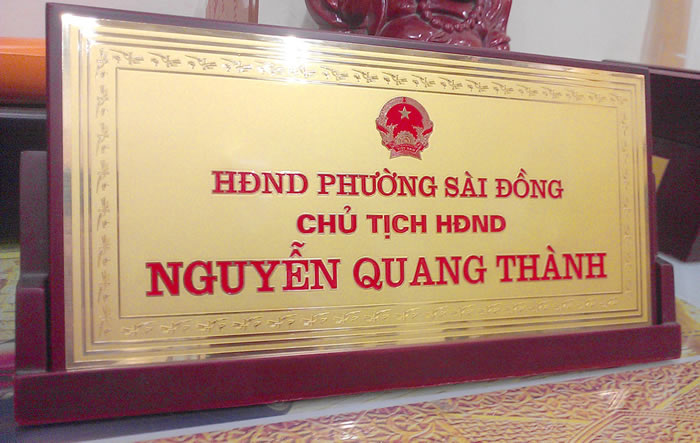 HĐND PHƯỜNG SÀI ĐỒNG
CHỦ TỊCH HĐND
NGUYỄN QUANG THÀNH